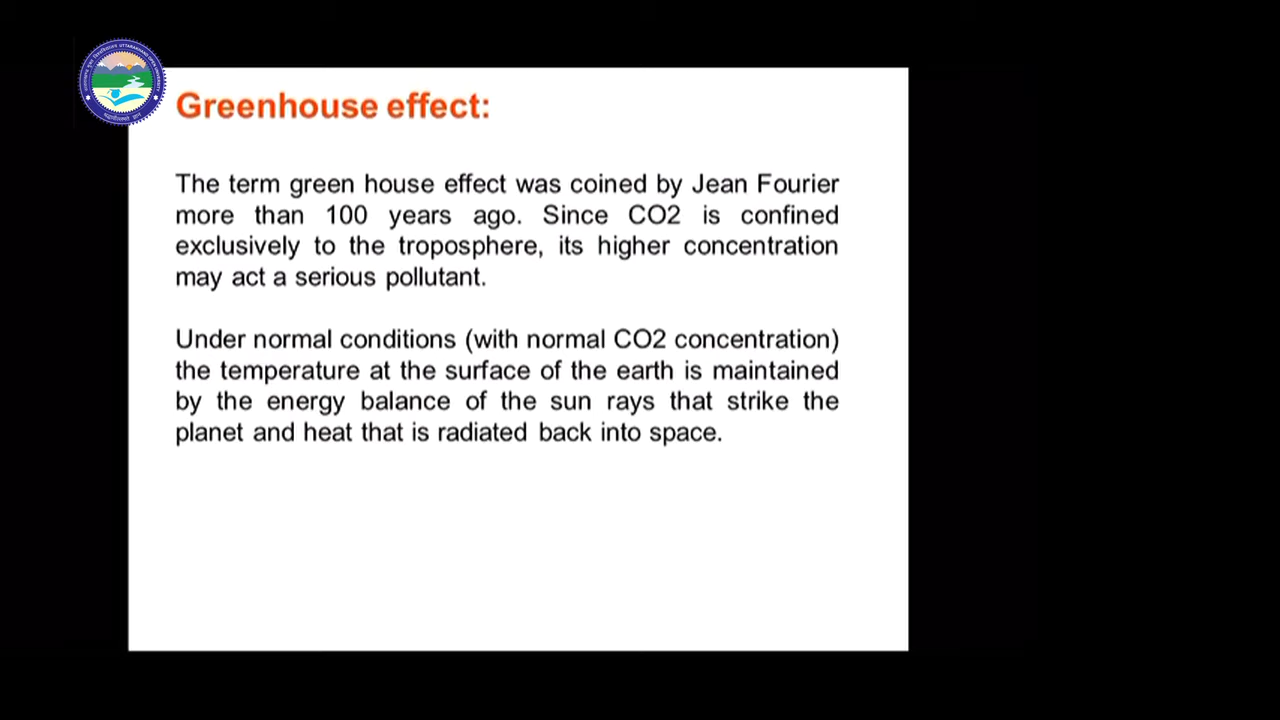 Greenhouse effect:
The term green house effect was coined by Jean Fourier
more than 100 years ago. Since CO2 is confined
exclusively to the troposphere, its higher concentration
may act a serious pollutant.
Under normal conditions (with normal CO2 concentration)
the temperature at the surface of the earth is maintained
by the energy balance of the sun rays that strike the
planet and heat that is radiated back into space.